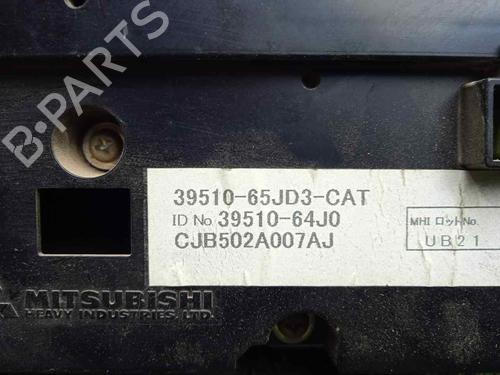 B-PARTS
39510-65JD3-CAT
ID No 39510-64J0
CJB502A007AJ
MHI ロットNo.
UB21
MITSUBISHI
HEAVY INDUSTRIES, LTD.